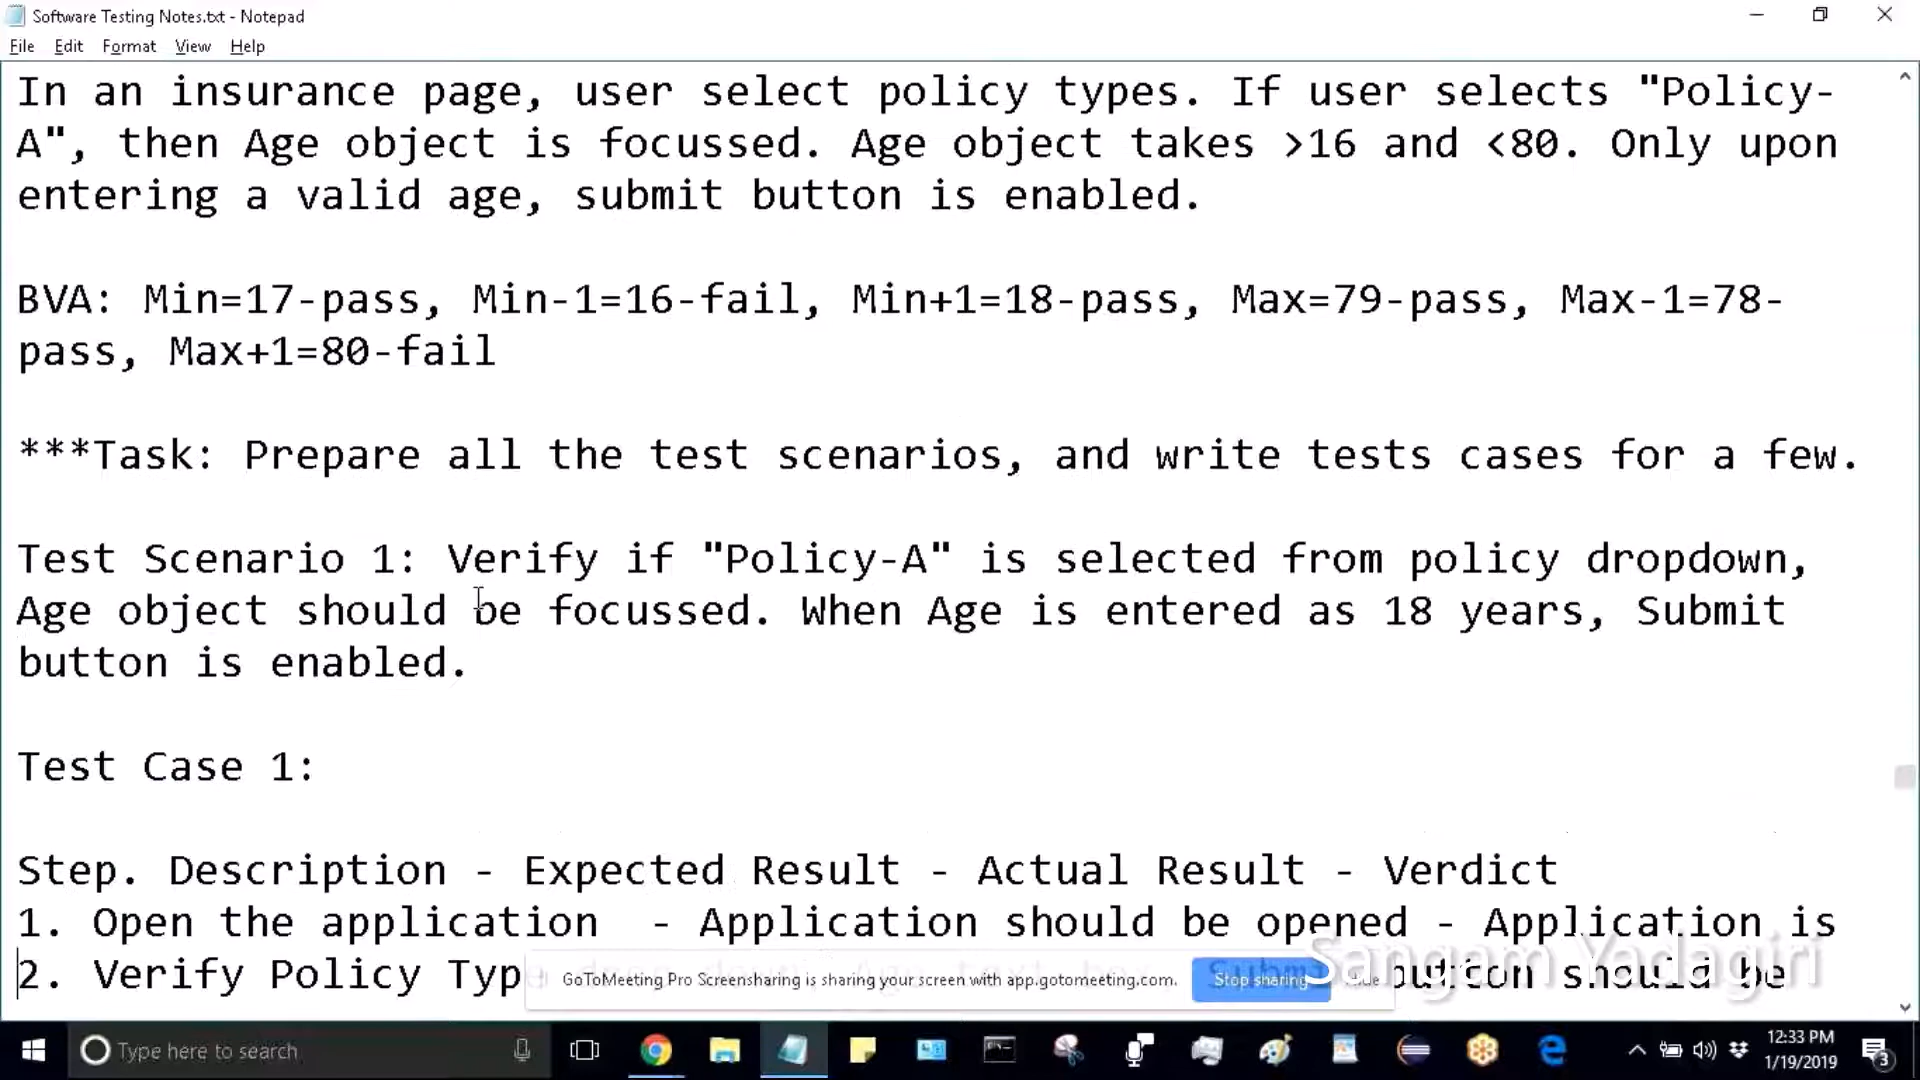 Software Testing Notes.txt - Notepad
File Edit Format View Help
In an insurance page, user select policy types. If user selects "Policy-
A", then Age object is focussed. Age object takes >16 and <80. Only upon
entering a valid age, submit button is enabled.
BVA: Min=17-pass, Min-1=16-fail, Min+1=18-pass, Max=79-pass, Max-1=78-
pass, Max+1=80-fail
***Task: Prepare all the test scenarios, and write tests cases for a few.
Test Scenario 1: Verify if "Policy-A" is selected from policy dropdown,
Age object should be focussed. When Age is entered as 18 years, Submit
button is enabled.
Test Case 1:
Step. Description - Expected Result - Actual Result - Verdict
1. Open the application  - Application should be opened - Application is
2. Verify Policy button should be
GoToMeeting Pro Screensharing is sharing your screen with app.gotomeeting.com. Stop sharing Hide
Sangam Yadagiri
Type here to search
12:33 PM
1/19/2019
3